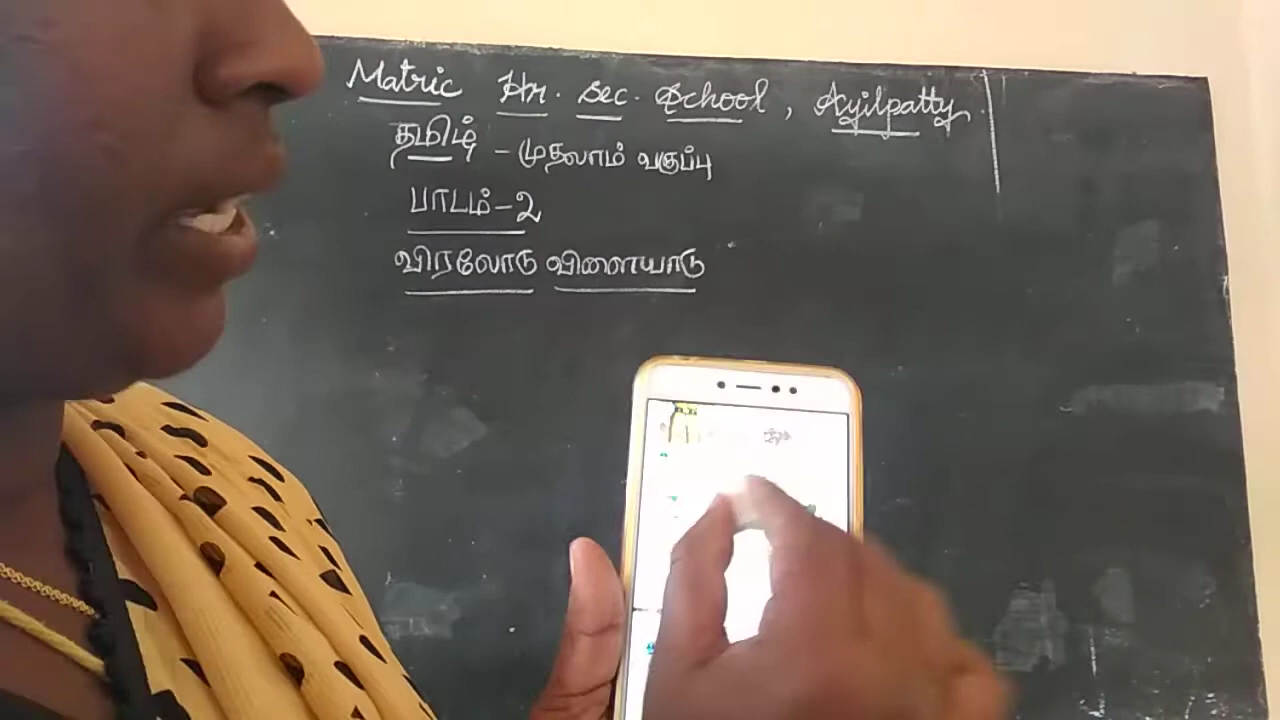 Matric Hr. Sec. School, Ayilpatty.
தமிழ் - முதலாம் வகுப்பு
பாடம் - 2
விரலோடு விளையாடு